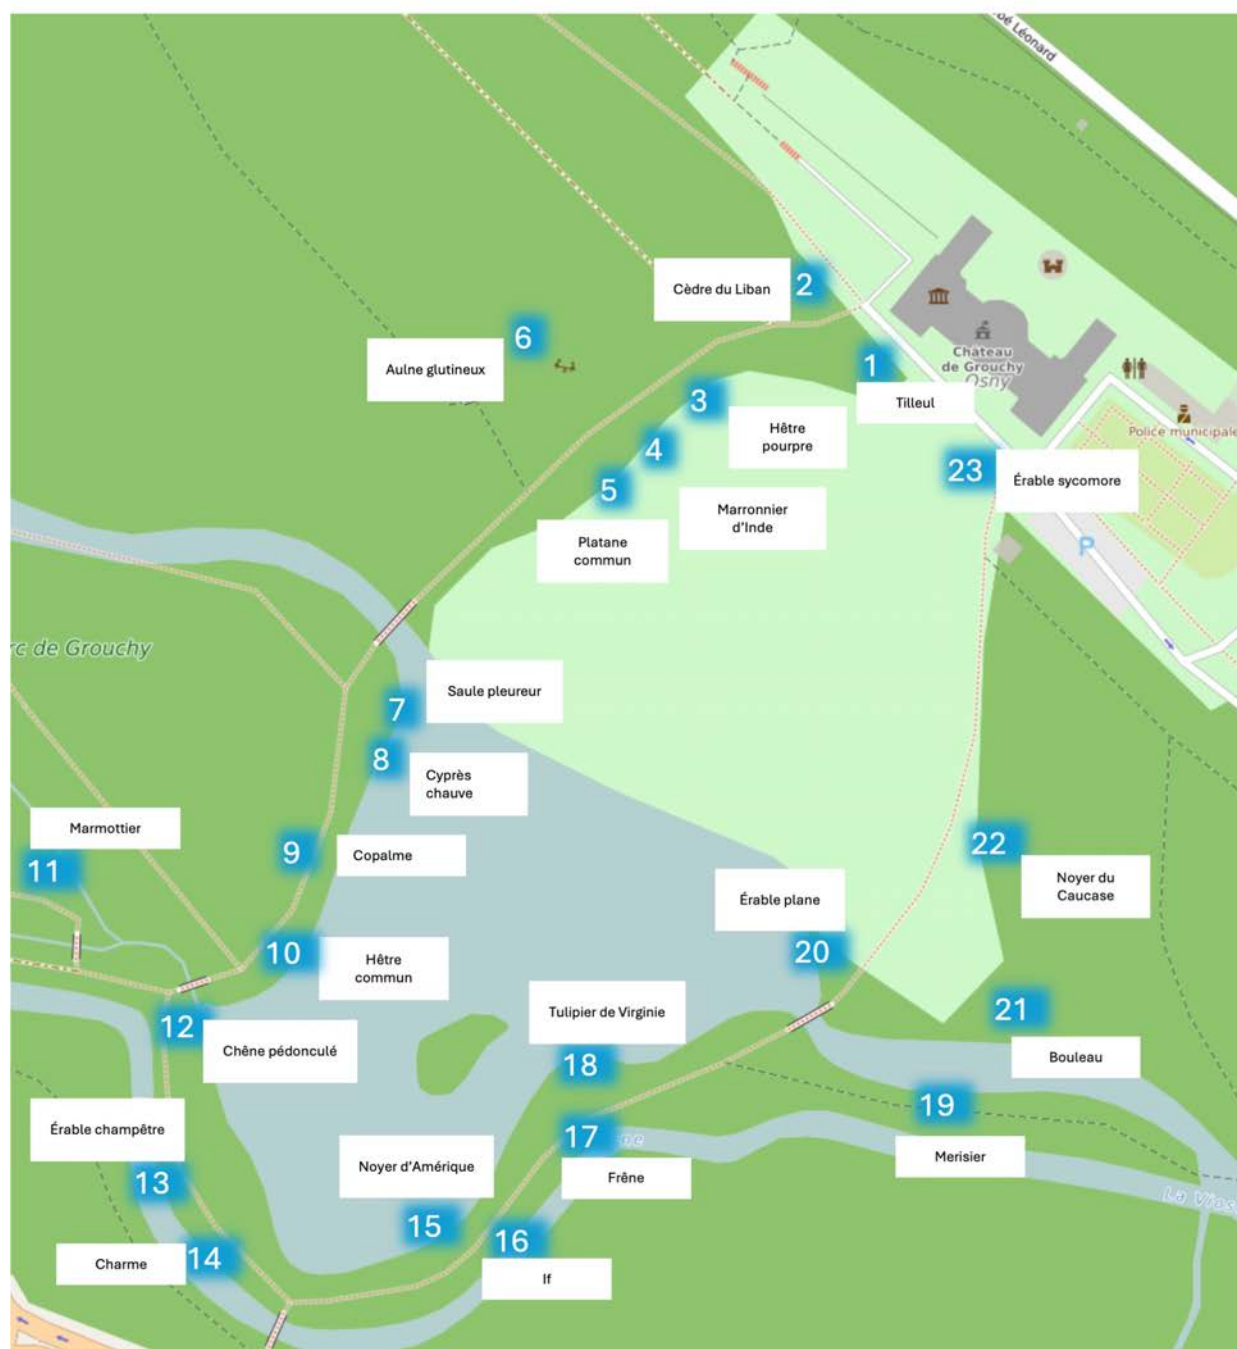 bé Léonard
Cèdre du Liban
2
6
Aulne glutineux
1
Château
de Grouchy
Osny
Tilleul
Police municipale
3
Hêtre
pourpre
4
5
Marronnier
d'Inde
Platane
commun
23
Érable sycomore
P
rc de Grouchy
7
Saule pleureur
8
Cyprès
chauve
Marmottier
11
9
Copalme
22
Noyer du
Caucase
Érable plane
20
10
Hêtre
commun
12
Chêne pédonculé
Tulipier de Virginie
18
21
Bouleau
19
Merisier
Érable champêtre
13
17
ne
Frêne
Noyer d'Amérique
15
16
If
14
Charme
La Vios